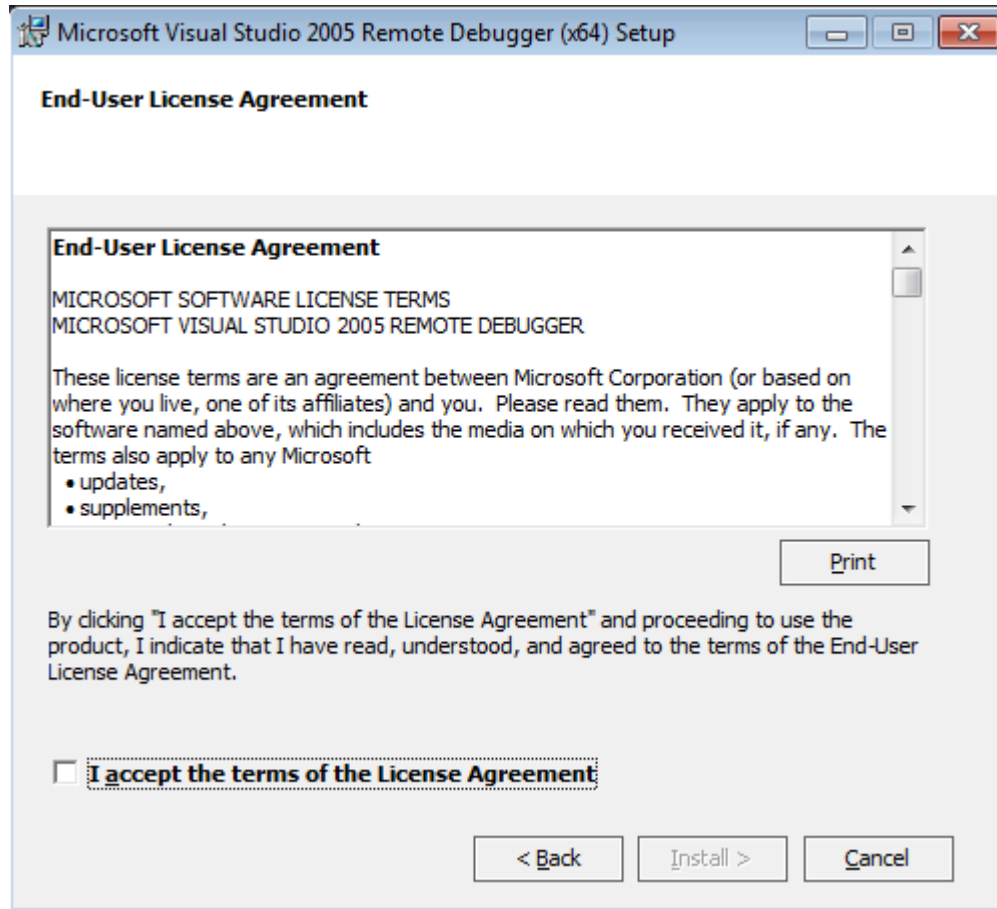 Microsoft Visual Studio 2005 Remote Debugger (x64) Setup
End-User License Agreement
End-User License Agreement
MICROSOFT SOFTWARE LICENSE TERMS
MICROSOFT VISUAL STUDIO 2005 REMOTE DEBUGGER
These license terms are an agreement between Microsoft Corporation (or based on
where you live, one of its affiliates) and you.  Please read them.  They apply to the
software named above, which includes the media on which you received it, if any.  The
terms also apply to any Microsoft
• updates,
• supplements,
Print
By clicking "I accept the terms of the License Agreement" and proceeding to use the
product, I indicate that I have read, understood, and agreed to the terms of the End-User
License Agreement.
I accept the terms of the License Agreement
< Back
Install >
Cancel